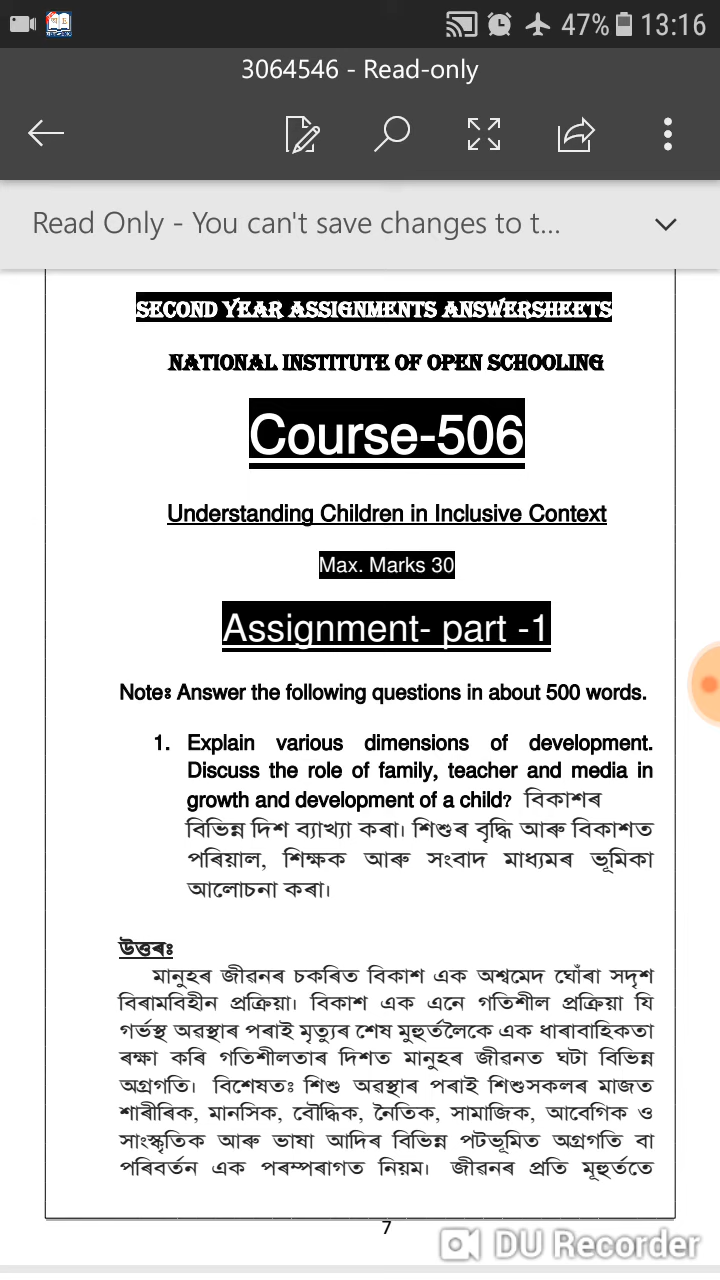 47% 13:16
3064546 - Read-only
Read Only - You can't save changes to t...
SECOND YEAR ASSIGNMENTS ANSWERSHEETS
NATIONAL INSTITUTE OF OPEN SCHOOLING
Course-506
Understanding Children in Inclusive Context
Max. Marks 30
Assignment- part -1
Noteঃ Answer the following questions in about 500 words.
1. Explain various dimensions of development.
Discuss the role of family, teacher and media in
growth and development of a child? বিকাশৰ
বিভিন্ন দিশ ব্যাখ্যা কৰা। শিশুৰ বৃদ্ধি আৰু বিকাশত
পৰিয়াল, শিক্ষক আৰু সংবাদ মাধ্যমৰ ভূমিকা
আলোচনা কৰা।
উত্তৰঃ
মানুহৰ জীৱনৰ চকৰিত বিকাশ এক অশ্বমেদ ঘোঁৰা সদৃশ
বিৰামবিহীন প্ৰক্ৰিয়া। বিকাশ এক এনে গতিশীল প্ৰক্ৰিয়া যি
গৰ্ভস্থ অৱস্থাৰ পৰাই মৃত্যুৰ শেষ মুহুৰ্তলৈকে এক ধাৰাবাহিকতা
ৰক্ষা কৰি গতিশীলতাৰ দিশত মানুহৰ জীৱনত ঘটা বিভিন্ন
অগ্ৰগতি। বিশেষতঃ শিশু অৱস্থাৰ পৰাই শিশুসকলৰ মাজত
শাৰীৰিক, মানসিক, বৌদ্ধিক, নৈতিক, সামাজিক, আবেগিক ও
সাংস্কৃতিক আৰু ভাষা আদিৰ বিভিন্ন পটভূমিত অগ্ৰগতি বা
পৰিবৰ্তন এক পৰম্পৰাগত নিয়ম। জীৱনৰ প্ৰতি মূহুৰ্ততে
7
DU Recorder